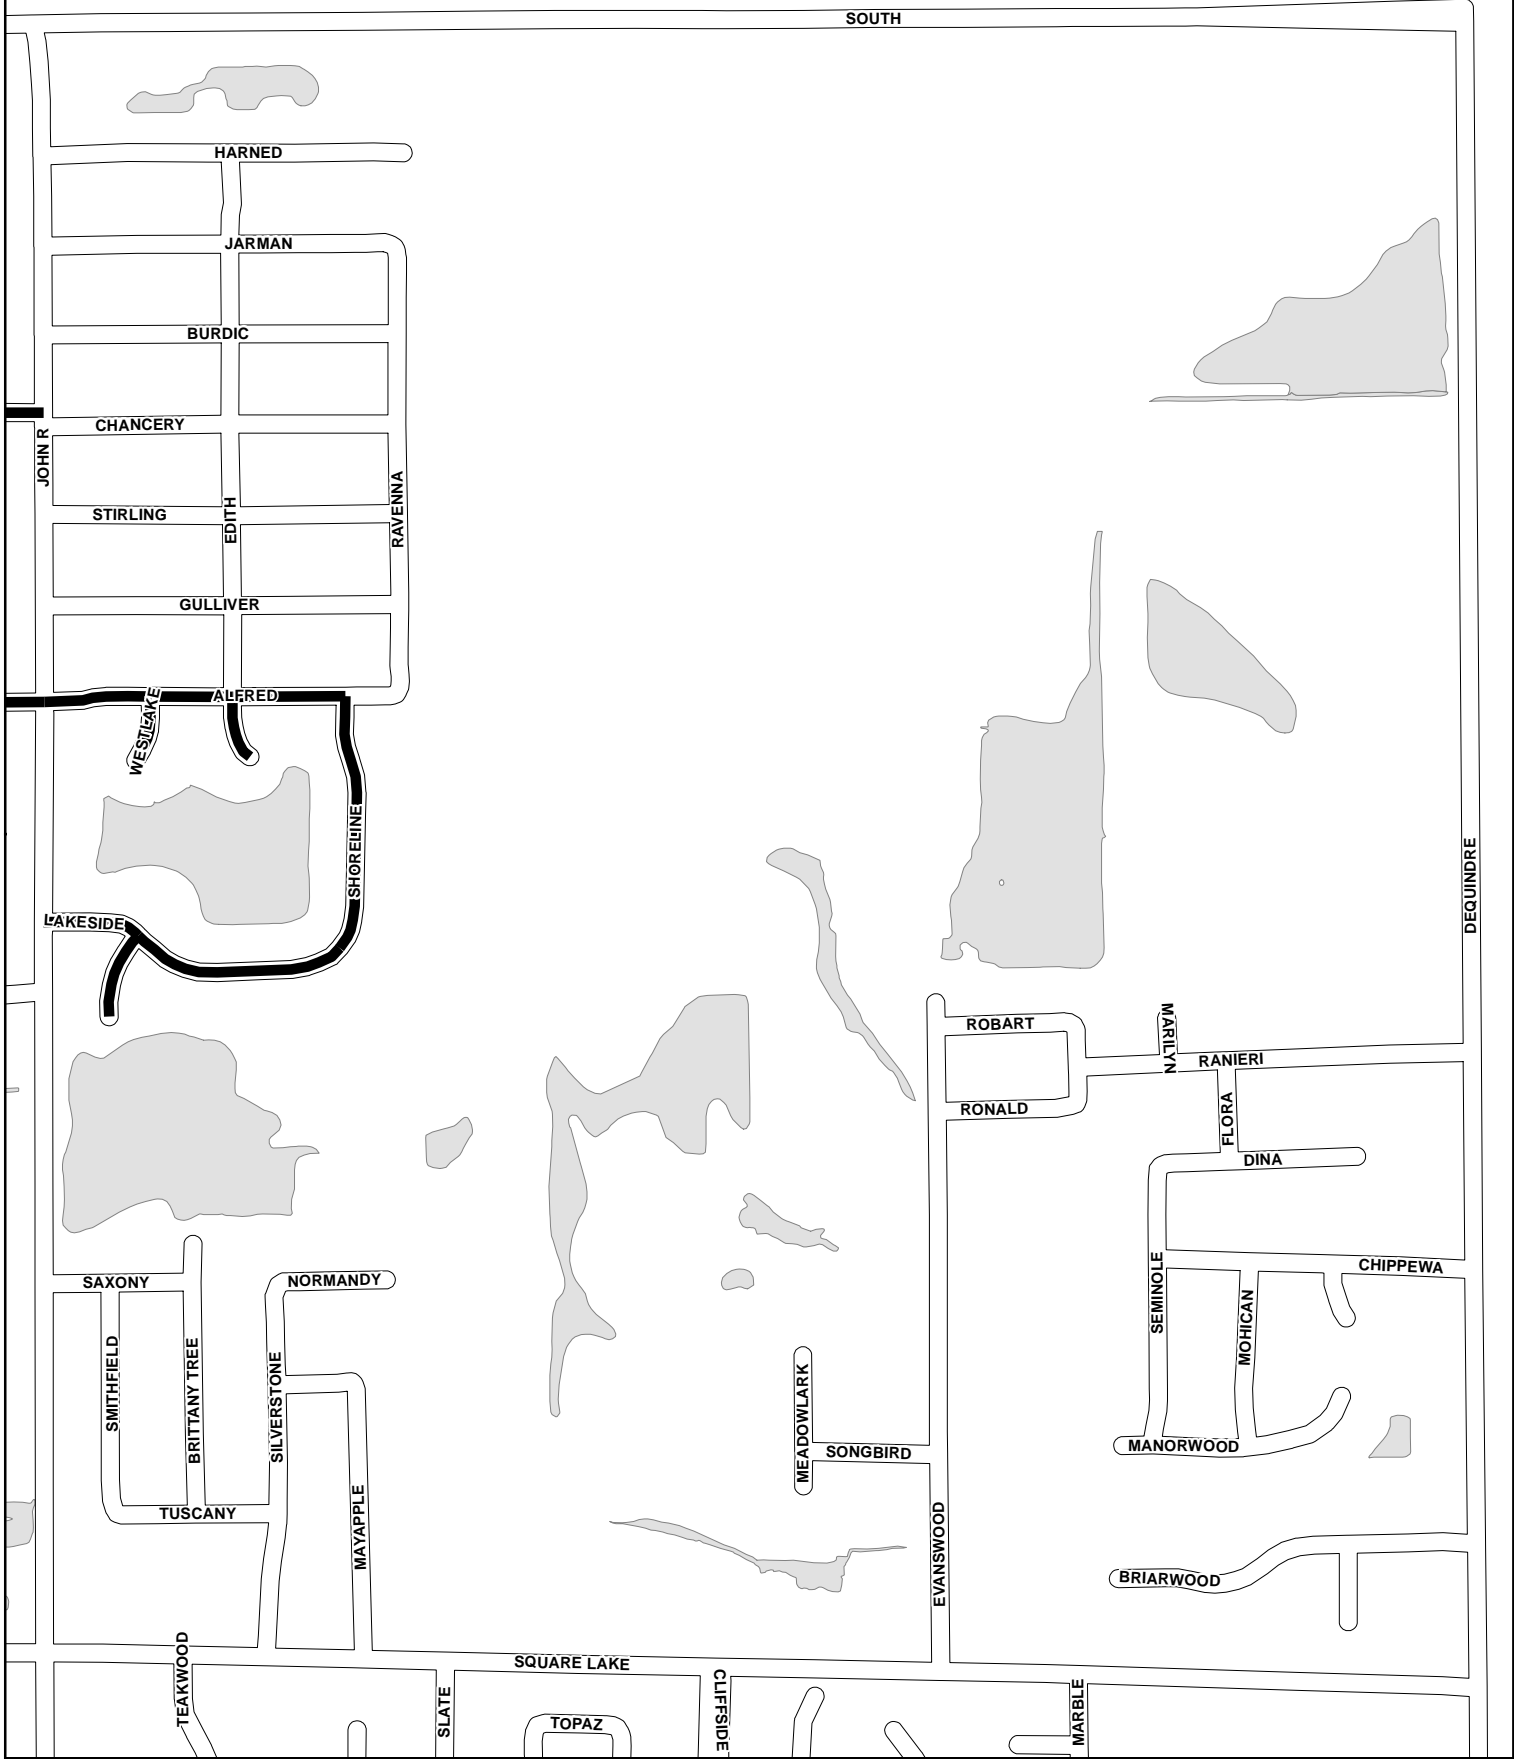 SOUTH
HARNED
JARMAN
BURDIC
CHANCERY
JOHN R
STIRLING
EDITH
RAVENNA
GULLIVER
ALFRED
WESTLAKE
SHORELINE
LAKESIDE
DEQUINDRE
ROBART
MARILYN
RANIERI
RONALD
FLORA
DINA
SAXONY
NORMANDY
SEMINOLE
CHIPPEWA
MOHICAN
SMITHFIELD
BRITTANY TREE
SILVERSTONE
MEADOWLARK
SONGBIRD
MANORWOOD
TUSCANY
MAYAPPLE
EVANSWOOD
BRIARWOOD
TEAKWOOD
SQUARE LAKE
SLATE
CLIFFSIDE
MARBLE
TOPAZ